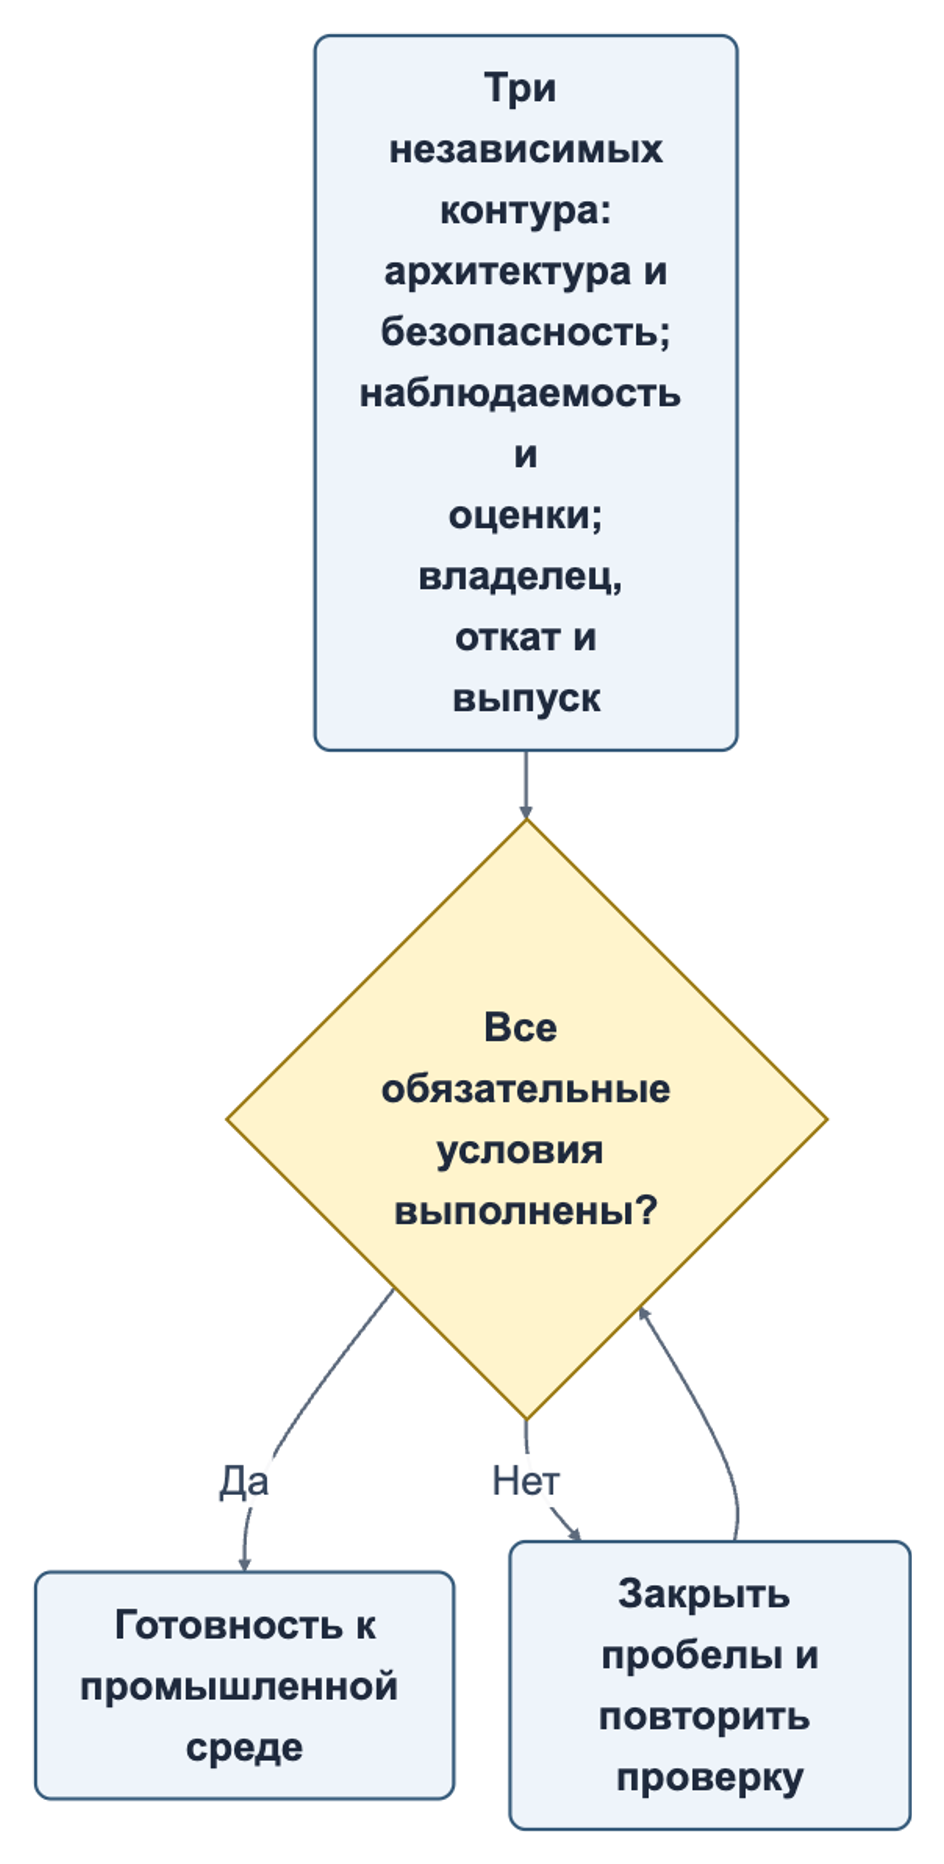 Три
независимых
контура:
архитектура и
безопасность;
наблюдаемость
и
оценки;
владелец,
откат и
выпуск
Все
обязательные
условия
выполнены?
Да
Нет
Готовность к
промышленной
среде
Закрыть
пробелы и
повторить
проверку